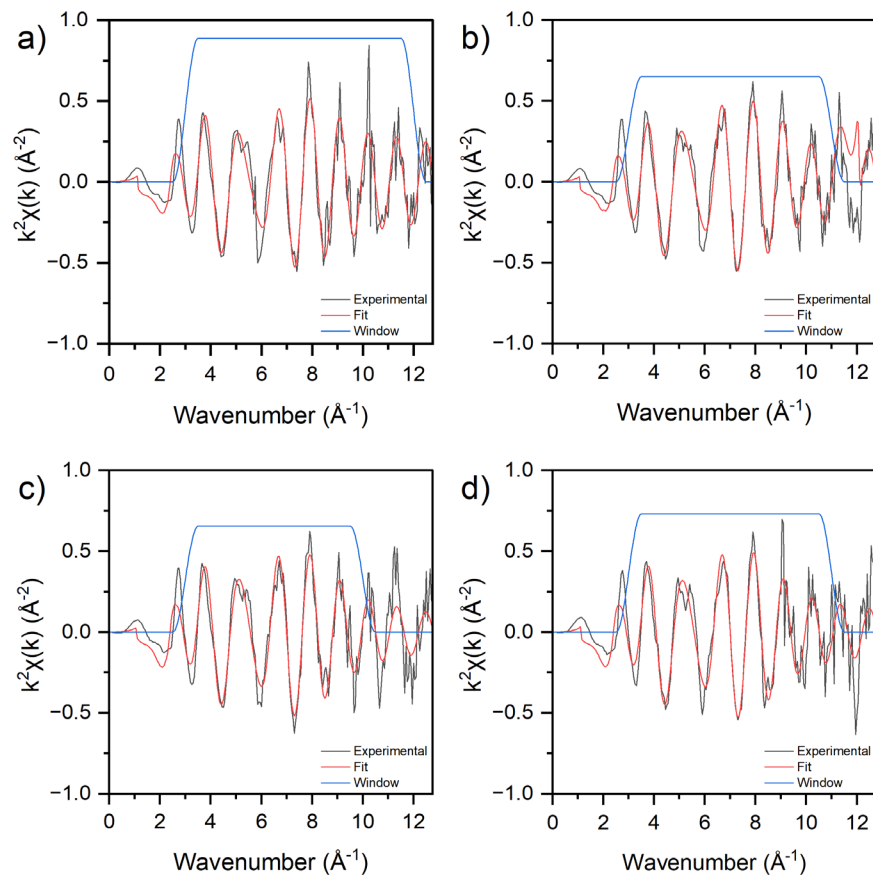 a)
1.0
0.5
0.0
−0.5
−1.0
k²χ(k) (Å⁻²)
0 2 4 6 8 10 12
Wavenumber (Å⁻¹)
Experimental
Fit
Window
b)
1.0
0.5
0.0
−0.5
−1.0
k²χ(k) (Å⁻²)
0 2 4 6 8 10 12
Wavenumber (Å⁻¹)
Experimental
Fit
Window
c)
1.0
0.5
0.0
−0.5
−1.0
k²χ(k) (Å⁻²)
0 2 4 6 8 10 12
Wavenumber (Å⁻¹)
Experimental
Fit
Window
d)
1.0
0.5
0.0
−0.5
−1.0
k²χ(k) (Å⁻²)
0 2 4 6 8 10 12
Wavenumber (Å⁻¹)
Experimental
Fit
Window